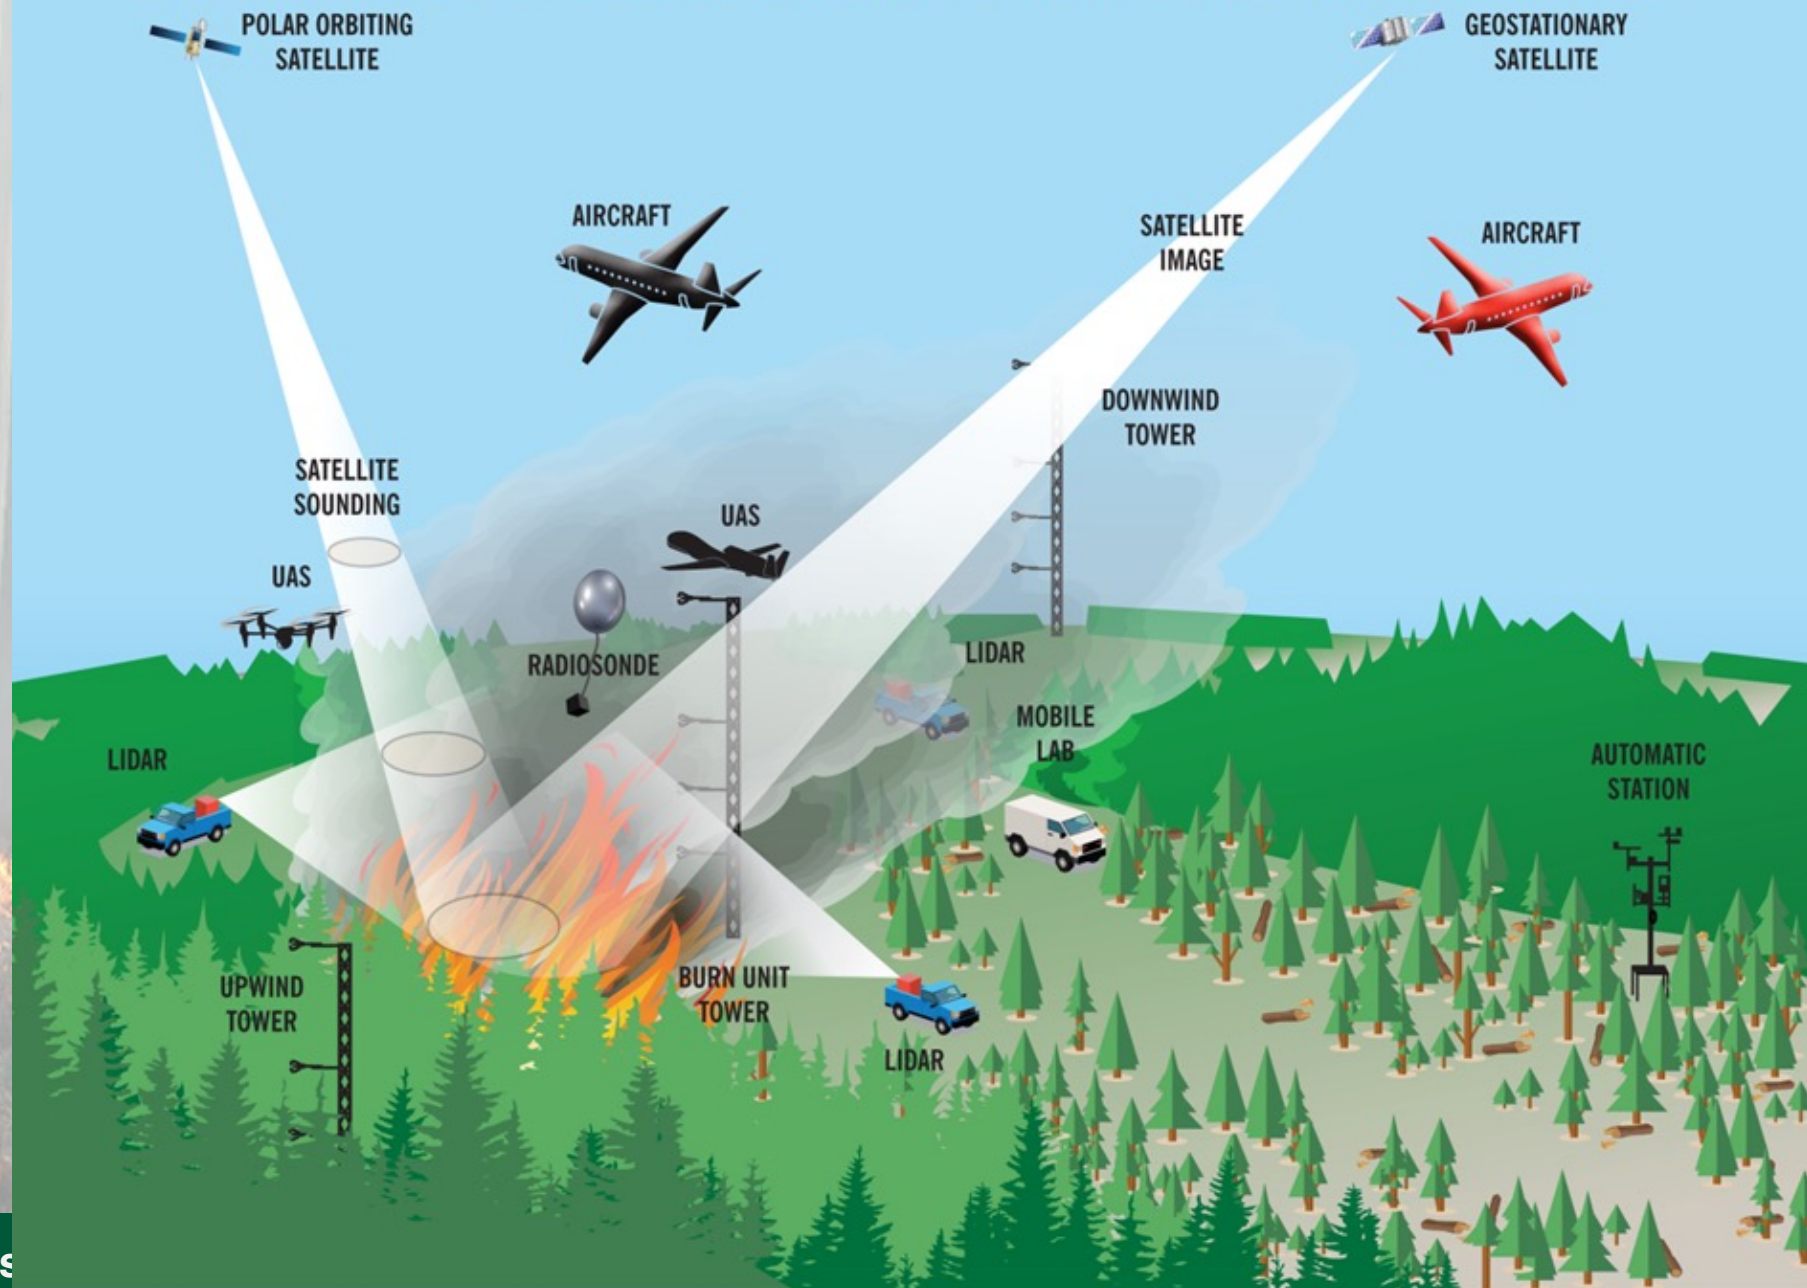 POLAR ORBITING
SATELLITE
GEOSTATIONARY
SATELLITE
AIRCRAFT
SATELLITE
IMAGE
AIRCRAFT
DOWNWIND
TOWER
SATELLITE
SOUNDING
UAS
UAS
RADIOSONDE
LIDAR
MOBILE
LAB
LIDAR
AUTOMATIC
STATION
UPWIND
TOWER
BURN UNIT
TOWER
LIDAR
s